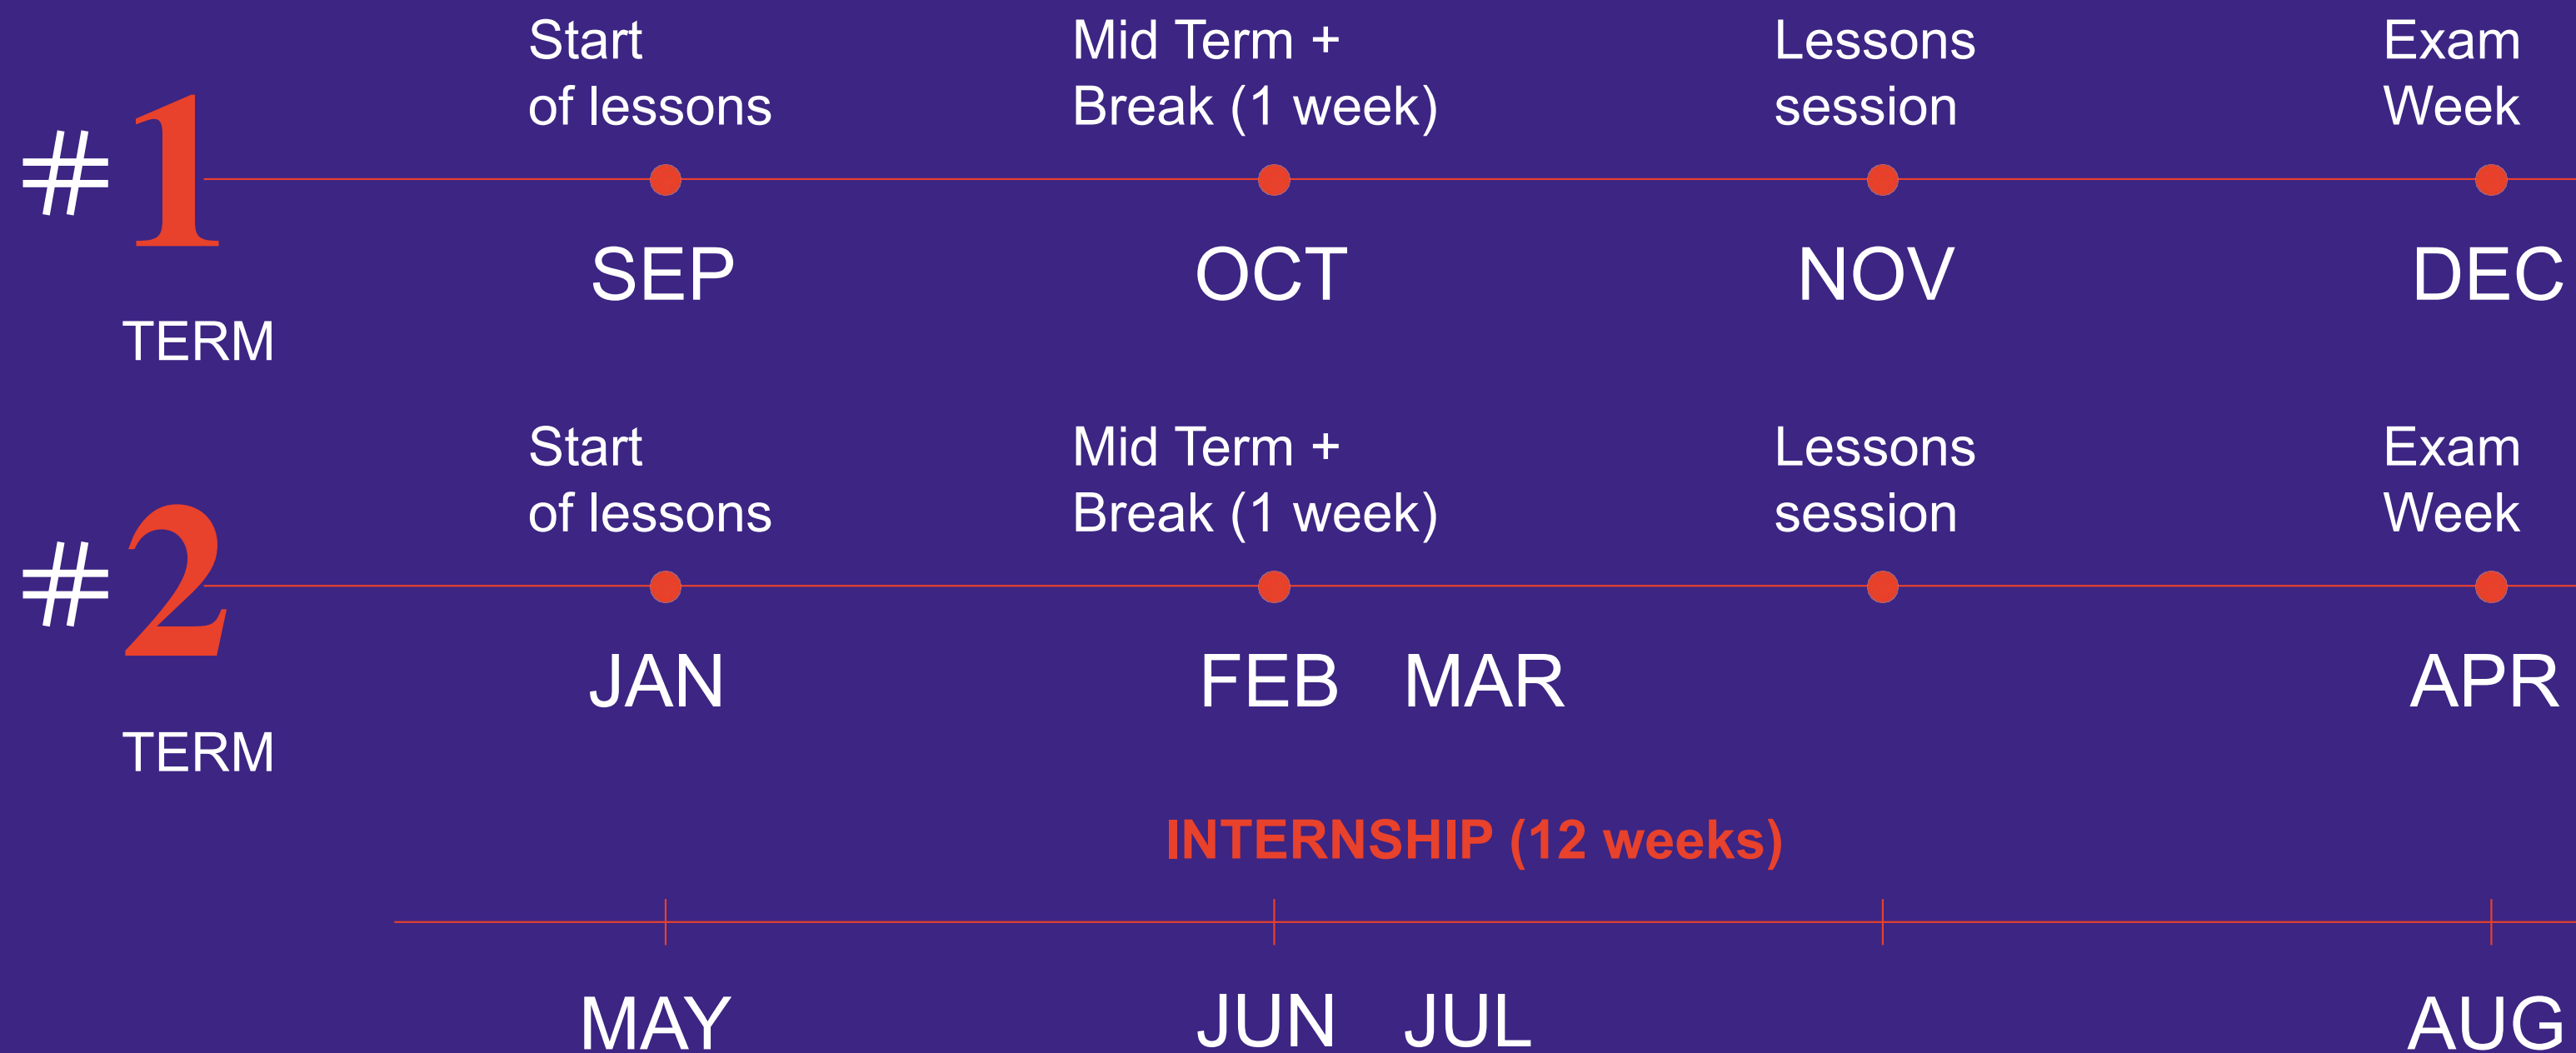 Start Mid Term + Lessons Exam
of lessons Break (1 week) session Week
#1
SEP OCT NOV DEC
TERM
Start Mid Term + Lessons Exam
of lessons Break (1 week) session Week
#2
JAN FEB MAR APR
TERM
INTERNSHIP (12 weeks)
MAY JUN JUL AUG